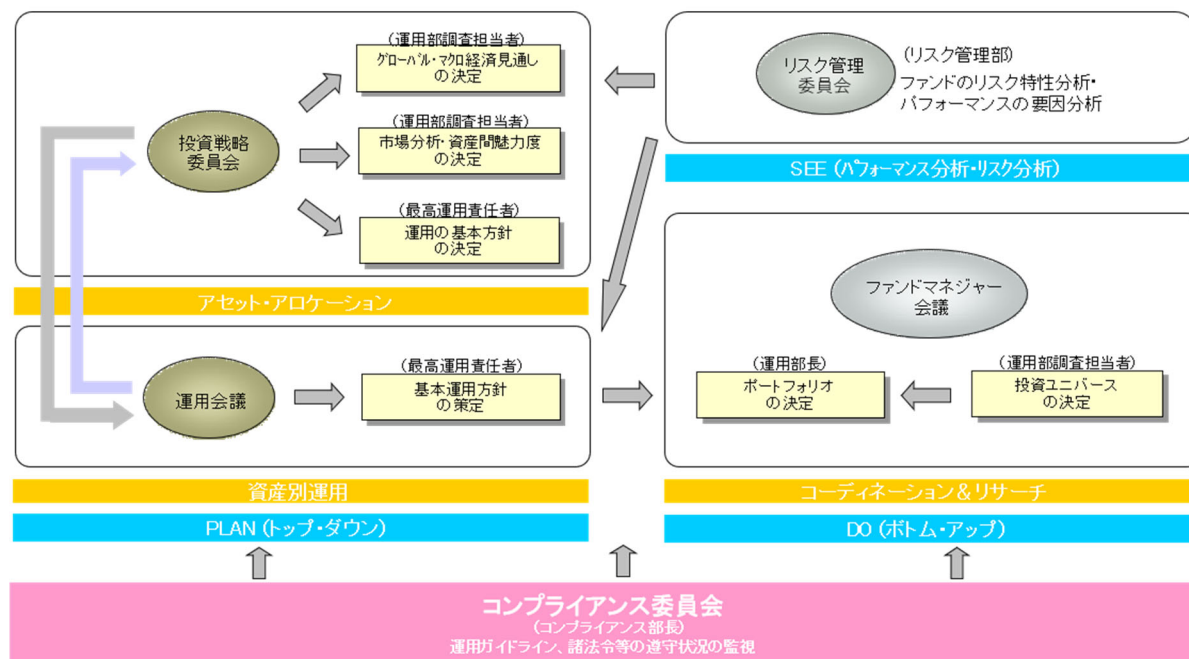 (運用部調査担当者)
グローバル・マクロ経済見通し
の決定
投資戦略
委員会
(運用部調査担当者)
市場分析・資産間魅力度
の決定
(最高運用責任者)
運用の基本方針
の決定
アセット・アロケーション
運用会議
(最高運用責任者)
基本運用方針
の策定
資産別運用
PLAN (トップ・ダウン)
リスク管理
委員会
(リスク管理部)
ファンドのリスク特性分析・
パフォーマンスの要因分析
SEE (パフォーマンス分析・リスク分析)
ファンドマネジャー
会議
(運用部長)
ポートフォリオ
の決定
(運用部調査担当者)
投資ユニバース
の決定
コーディネーション&リサーチ
DO (ボトム・アップ)
コンプライアンス委員会
(コンプライアンス部長)
運用ガイドライン、諸法令等の遵守状況の監視